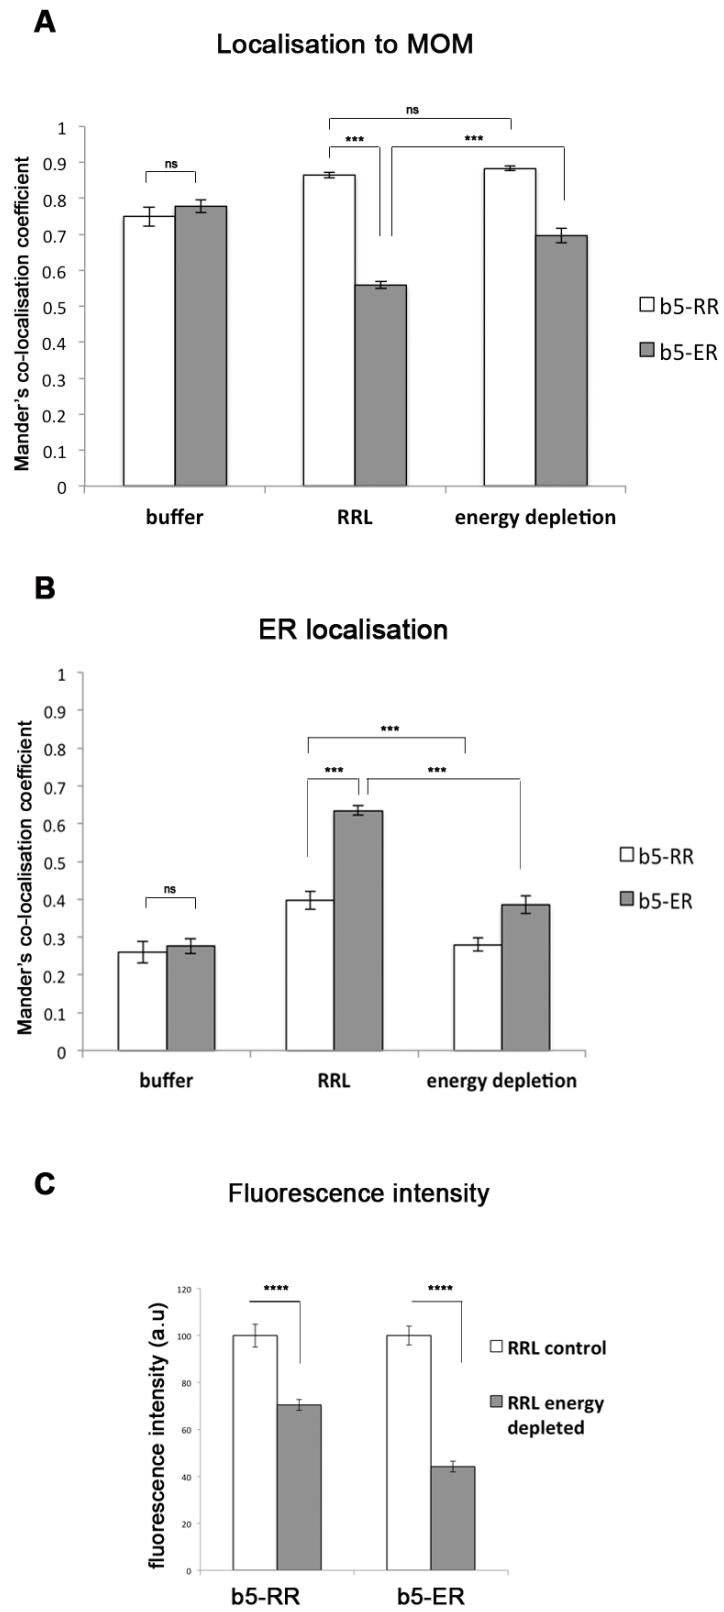 A
Localisation to MOM
Mander's co-localisation coefficient
1
0.9
0.8
0.7
0.6
0.5
0.4
0.3
0.2
0.1
0
ns
ns
***
***
b5-RR
b5-ER
buffer
RRL
energy depletion
B
ER localisation
Mander's co-localisation coefficient
1
0.9
0.8
0.7
0.6
0.5
0.4
0.3
0.2
0.1
0
ns
***
***
***
b5-RR
b5-ER
buffer
RRL
energy depletion
C
Fluorescence intensity
fluorescence intensity (a.u)
120
100
80
60
40
20
0
****
****
RRL control
RRL energy
depleted
b5-RR
b5-ER